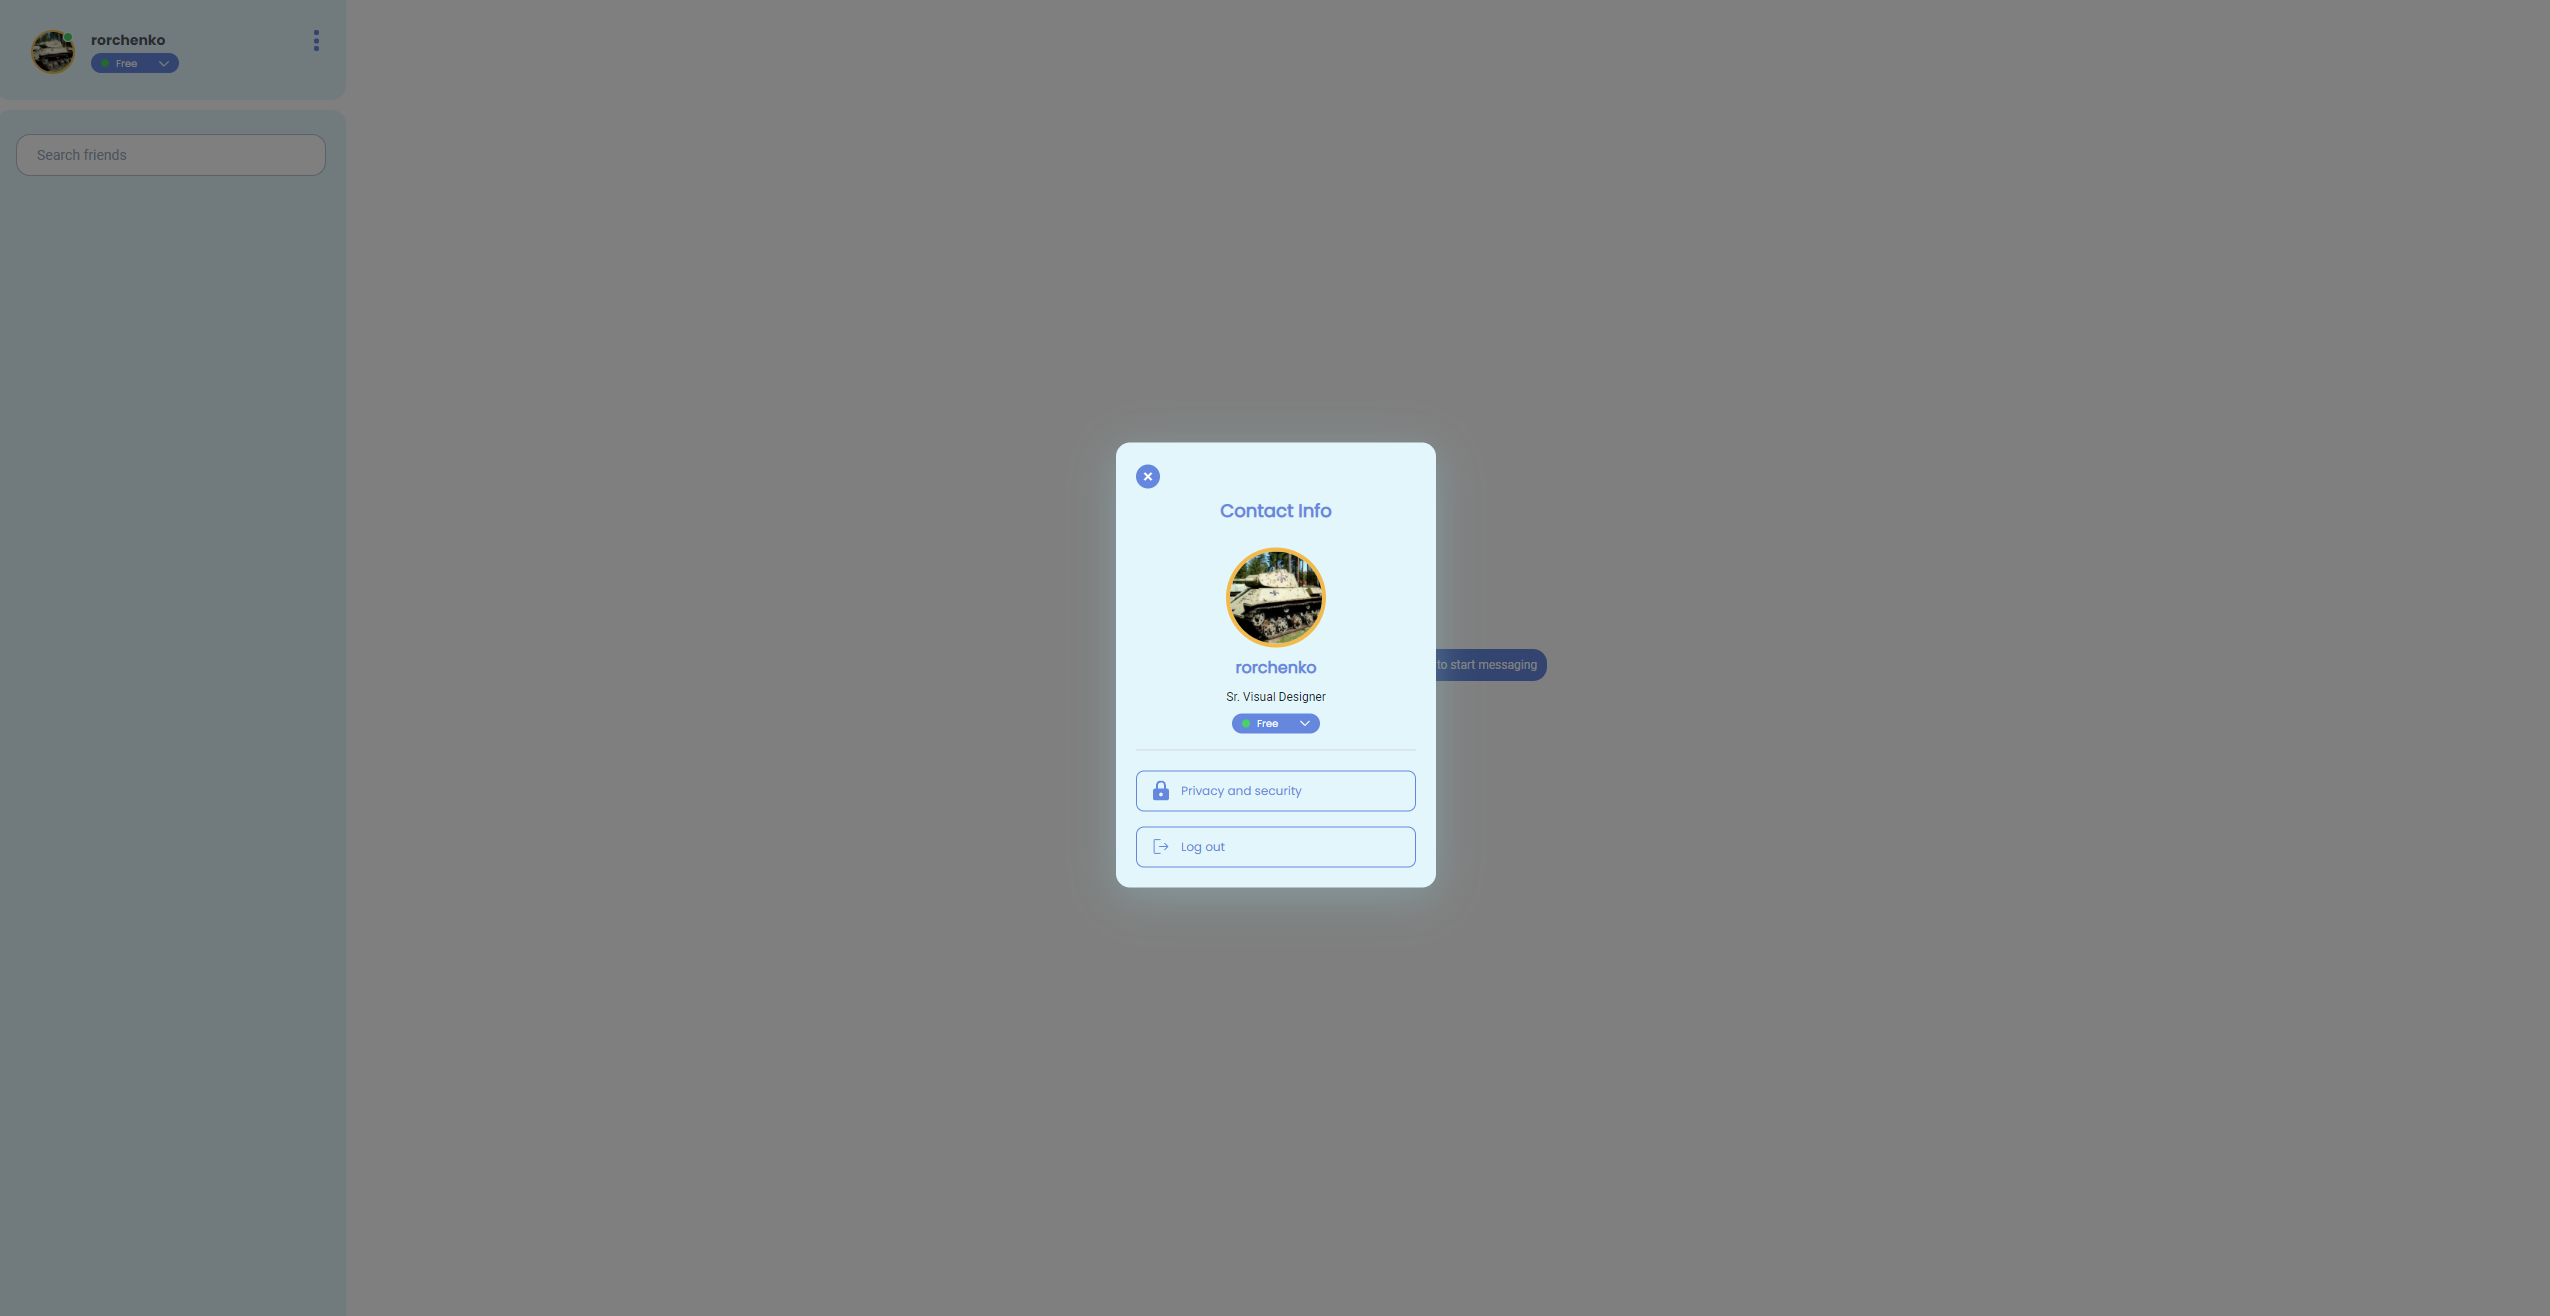 rorchenko
Free
Search friends
Contact Info
rorchenko
to start messaging
Sr. Visual Designer
Free
Privacy and security
Log out